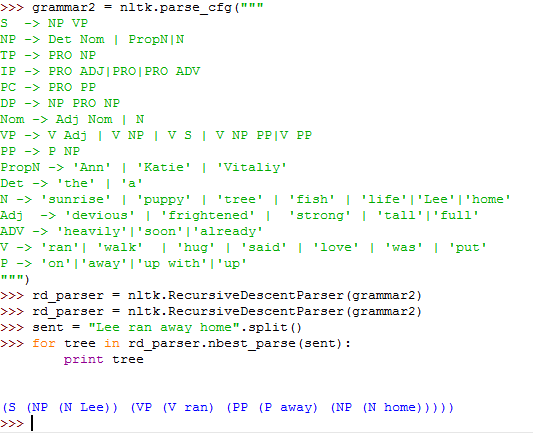 >>> grammar2 = nltk.parse_cfg("""
S  -> NP VP
NP -> Det Nom | PropN|N
TP -> PRO NP
IP -> PRO ADJ|PRO|PRO ADV
PC -> PRO PP
DP -> NP PRO NP
Nom -> Adj Nom | N
VP -> V Adj | V NP | V S | V NP PP|V PP
PP -> P NP
PropN -> 'Ann' | 'Katie' | 'Vitaliy'
Det -> 'the' | 'a'
N -> 'sunrise' | 'puppy' | 'tree' | 'fish' | 'life'|'Lee'|'home'
Adj  -> 'devious' | 'frightened' |  'strong' | 'tall'|'full'
ADV -> 'heavily'|'soon'|'already'
V -> 'ran'| 'walk'  | 'hug' | 'said' | 'love' | 'was' | 'put'
P -> 'on'|'away'|'up with'|'up'
""")
>>> rd_parser = nltk.RecursiveDescentParser(grammar2)
>>> rd_parser = nltk.RecursiveDescentParser(grammar2)
>>> sent = "Lee ran away home".split()
>>> for tree in rd_parser.nbest_parse(sent):
        print tree
(S (NP (N Lee)) (VP (V ran) (PP (P away) (NP (N home)))))
>>>